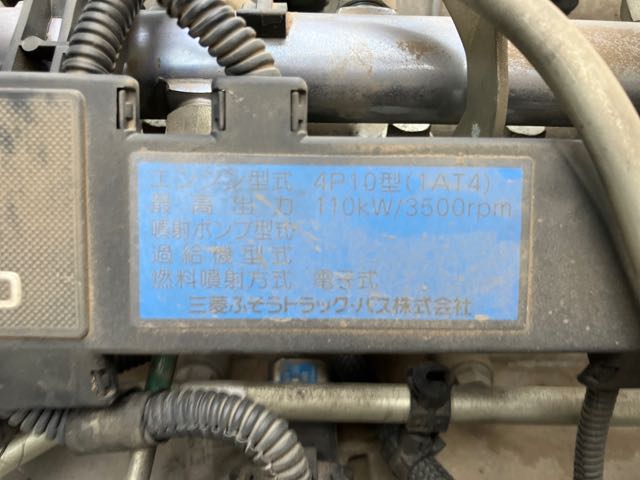 エンジン型式 4P10型(1AT4)
最高出力 110kW/3500rpm
噴射ポンプ型式
過給機型式
燃料噴射方式 電子式
三菱ふそうトラック・バス株式会社